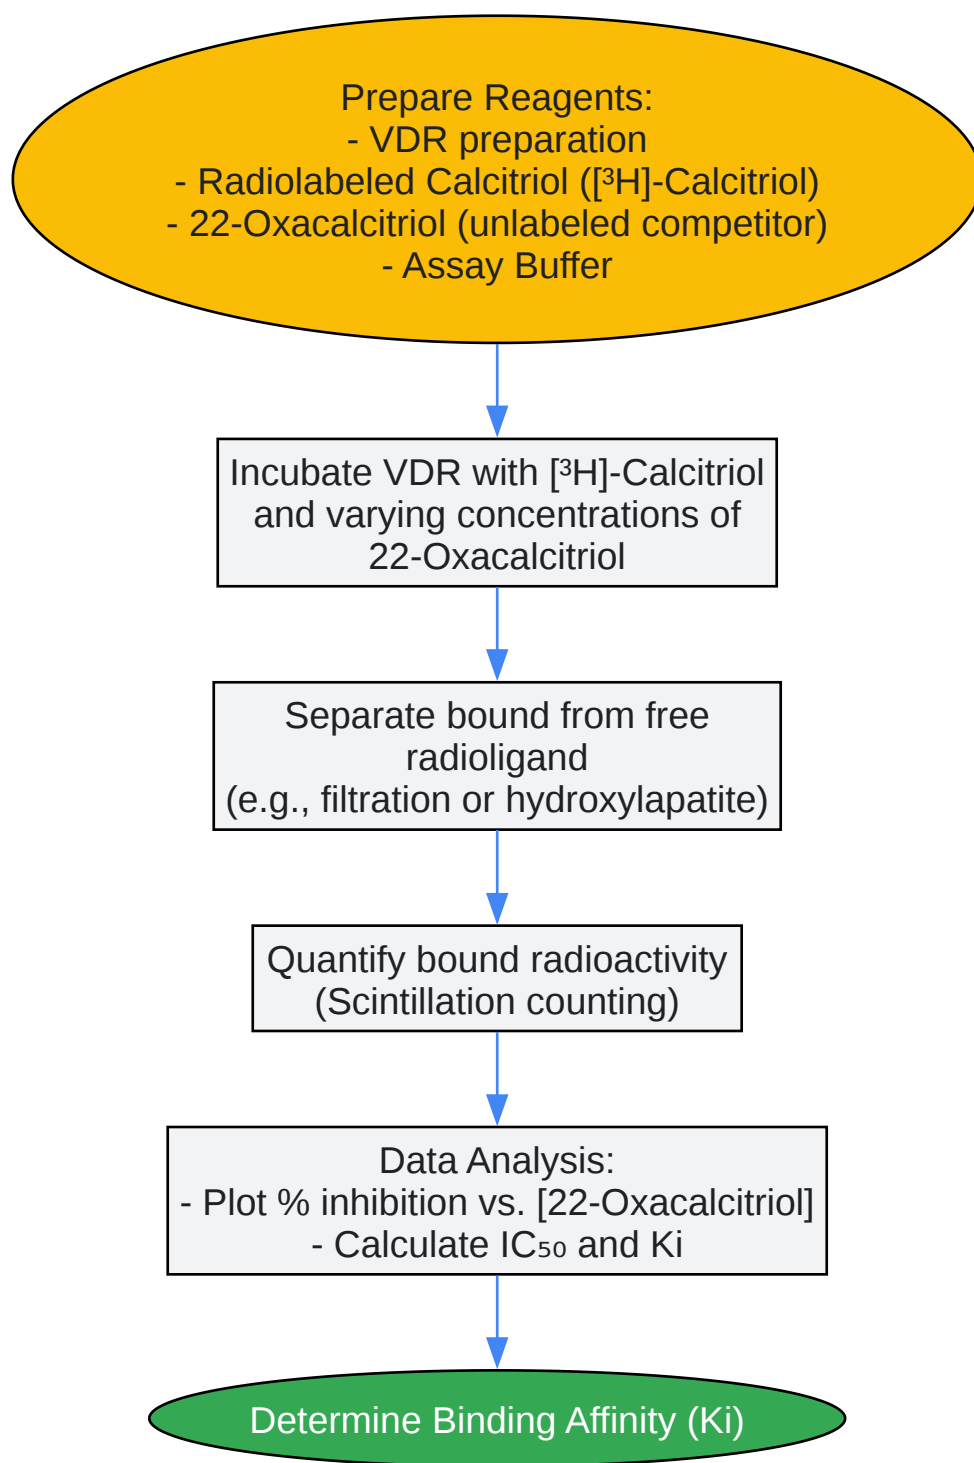 Prepare Reagents:
- VDR preparation
- Radiolabeled Calcitriol ([³H]-Calcitriol)
- 22-Oxacalcitriol (unlabeled competitor)
- Assay Buffer
Incubate VDR with [³H]-Calcitriol
and varying concentrations of
22-Oxacalcitriol
Separate bound from free
radioligand
(e.g., filtration or hydroxylapatite)
Quantify bound radioactivity
(Scintillation counting)
Data Analysis:
- Plot % inhibition vs. [22-Oxacalcitriol]
- Calculate IC₅₀ and Ki
Determine Binding Affinity (Ki)